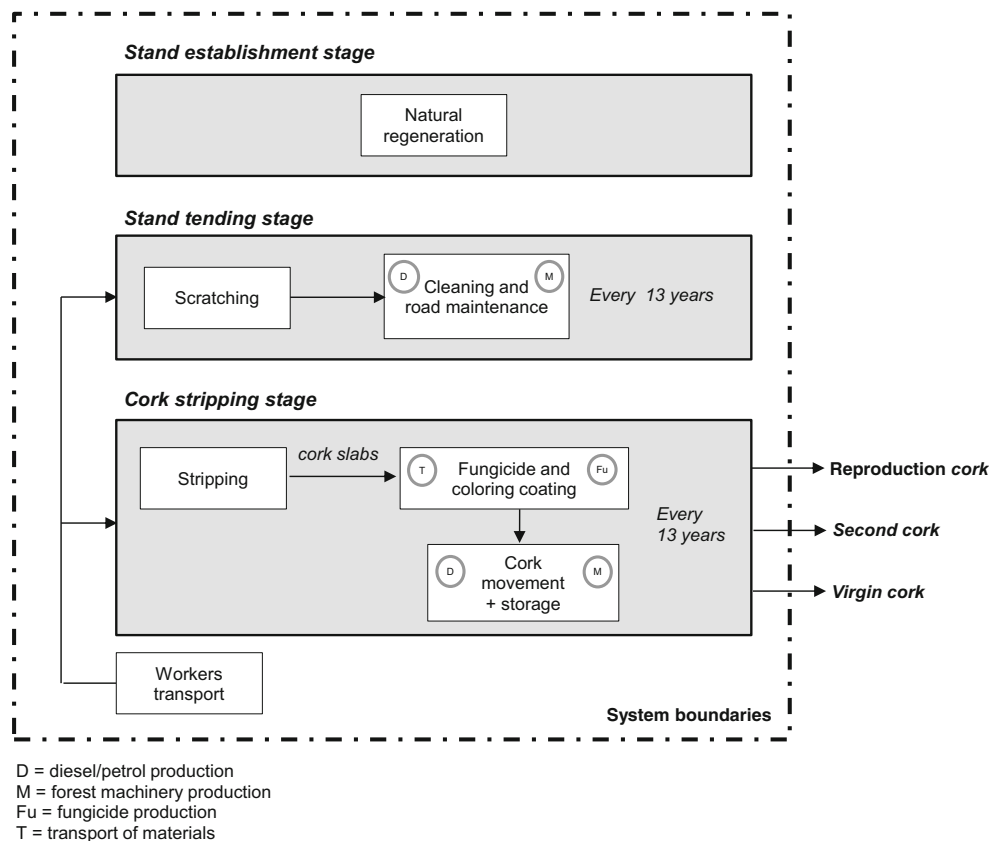 Stand establishment stage
Natural
regeneration
Stand tending stage
Scratching
D
M
Cleaning and
road maintenance
Every 13 years
Cork stripping stage
Stripping
cork slabs
T
Fu
Fungicide and
coloring coating
D
M
Cork
movement
+ storage
Every
13 years
Reproduction cork
Second cork
Virgin cork
Workers
transport
System boundaries
D = diesel/petrol production
M = forest machinery production
Fu = fungicide production
T = transport of materials